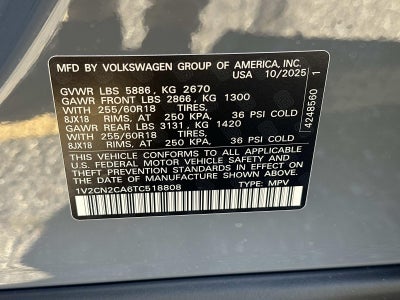 MFD BY VOLKSWAGEN GROUP OF AMERICA, INC.
USA 10/2025
GVWR LBS 5886, KG 2670
GAWR FRONT LBS 2866, KG 1300
WITH 255/60R18 TIRES,
8JX18 RIMS, AT 250 KPA, 36 PSI COLD
GAWR REAR LBS 3131, KG 1420
WITH 255/60R18 TIRES,
8JX18 RIMS, AT 250 KPA, 36 PSI COLD
THIS VEHICLE CONFORMS TO ALL APPLICABLE
U.S. FEDERAL MOTOR VEHICLE SAFETY AND
THEFT PREVENTION STANDARDS IN EFFECT
ON THE DATE OF MANUFACTURE SHOWN ABOVE.
1V2CN2CA6TC518808 TYPE: MPV
4248560 1